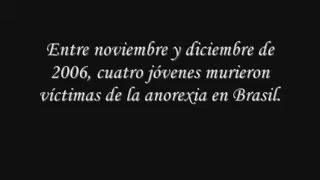 Entre noviembre y diciembre de
2006, cuatro jóvenes murieron
víctimas de la anorexia en Brasil.